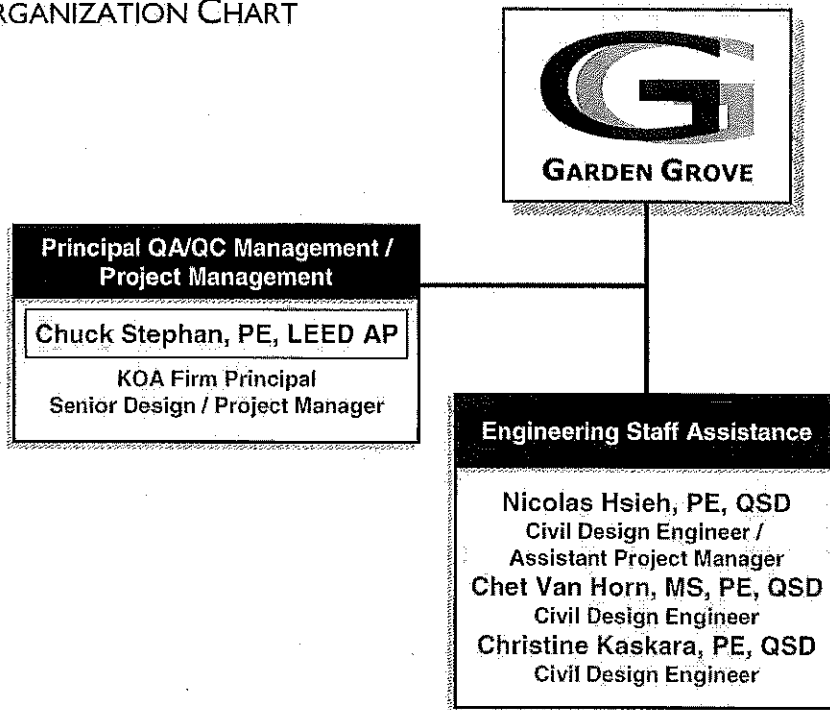 RGANIZATION CHART
GARDEN GROVE
Principal QA/QC Management /
Project Management
Chuck Stephan, PE, LEED AP
KOA Firm Principal
Senior Design / Project Manager
Engineering Staff Assistance
Nicolas Hsieh, PE, QSD
Civil Design Engineer /
Assistant Project Manager
Chet Van Horn, MS, PE, QSD
Civil Design Engineer
Christine Kaskara, PE, QSD
Civil Design Engineer